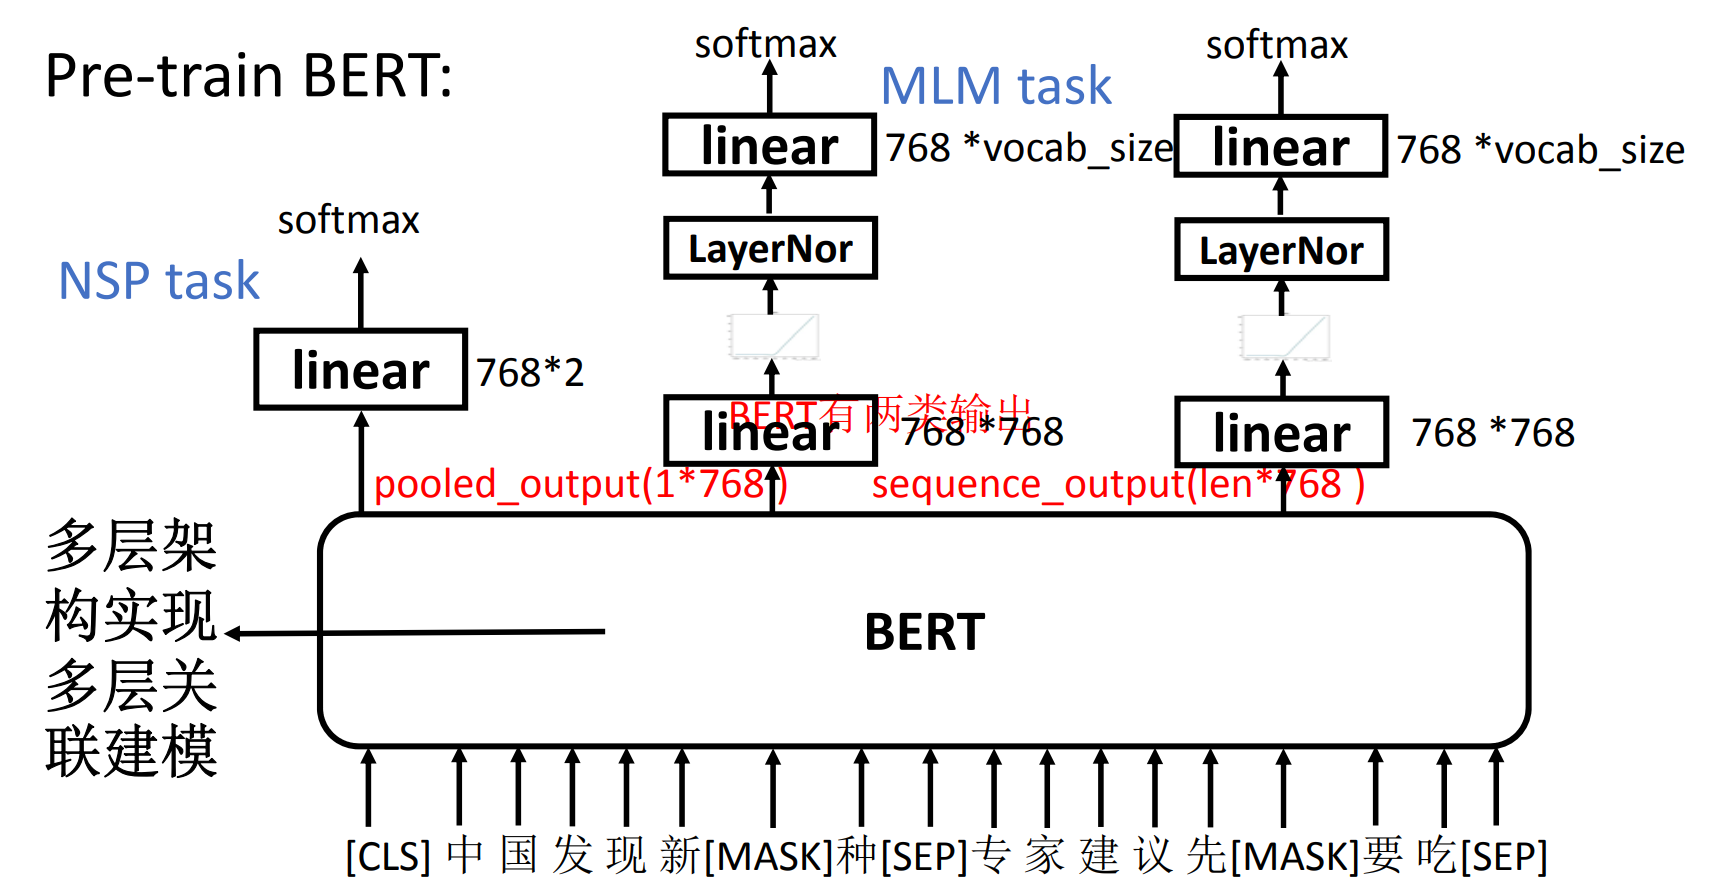 Pre-train BERT:
softmax
MLM task
softmax
linear
768 *vocab_size
linear
768 *vocab_size
softmax
LayerNor
LayerNor
NSP task
linear
768*2
BERT有两类输出
linear
768 *768
linear
768 *768
pooled_output(1*768 )
sequence_output(len*768 )
多层架
构实现
多层关
联建模
BERT
[CLS] 中 国 发 现 新[MASK]种[SEP]专 家 建 议 先[MASK]要 吃[SEP]